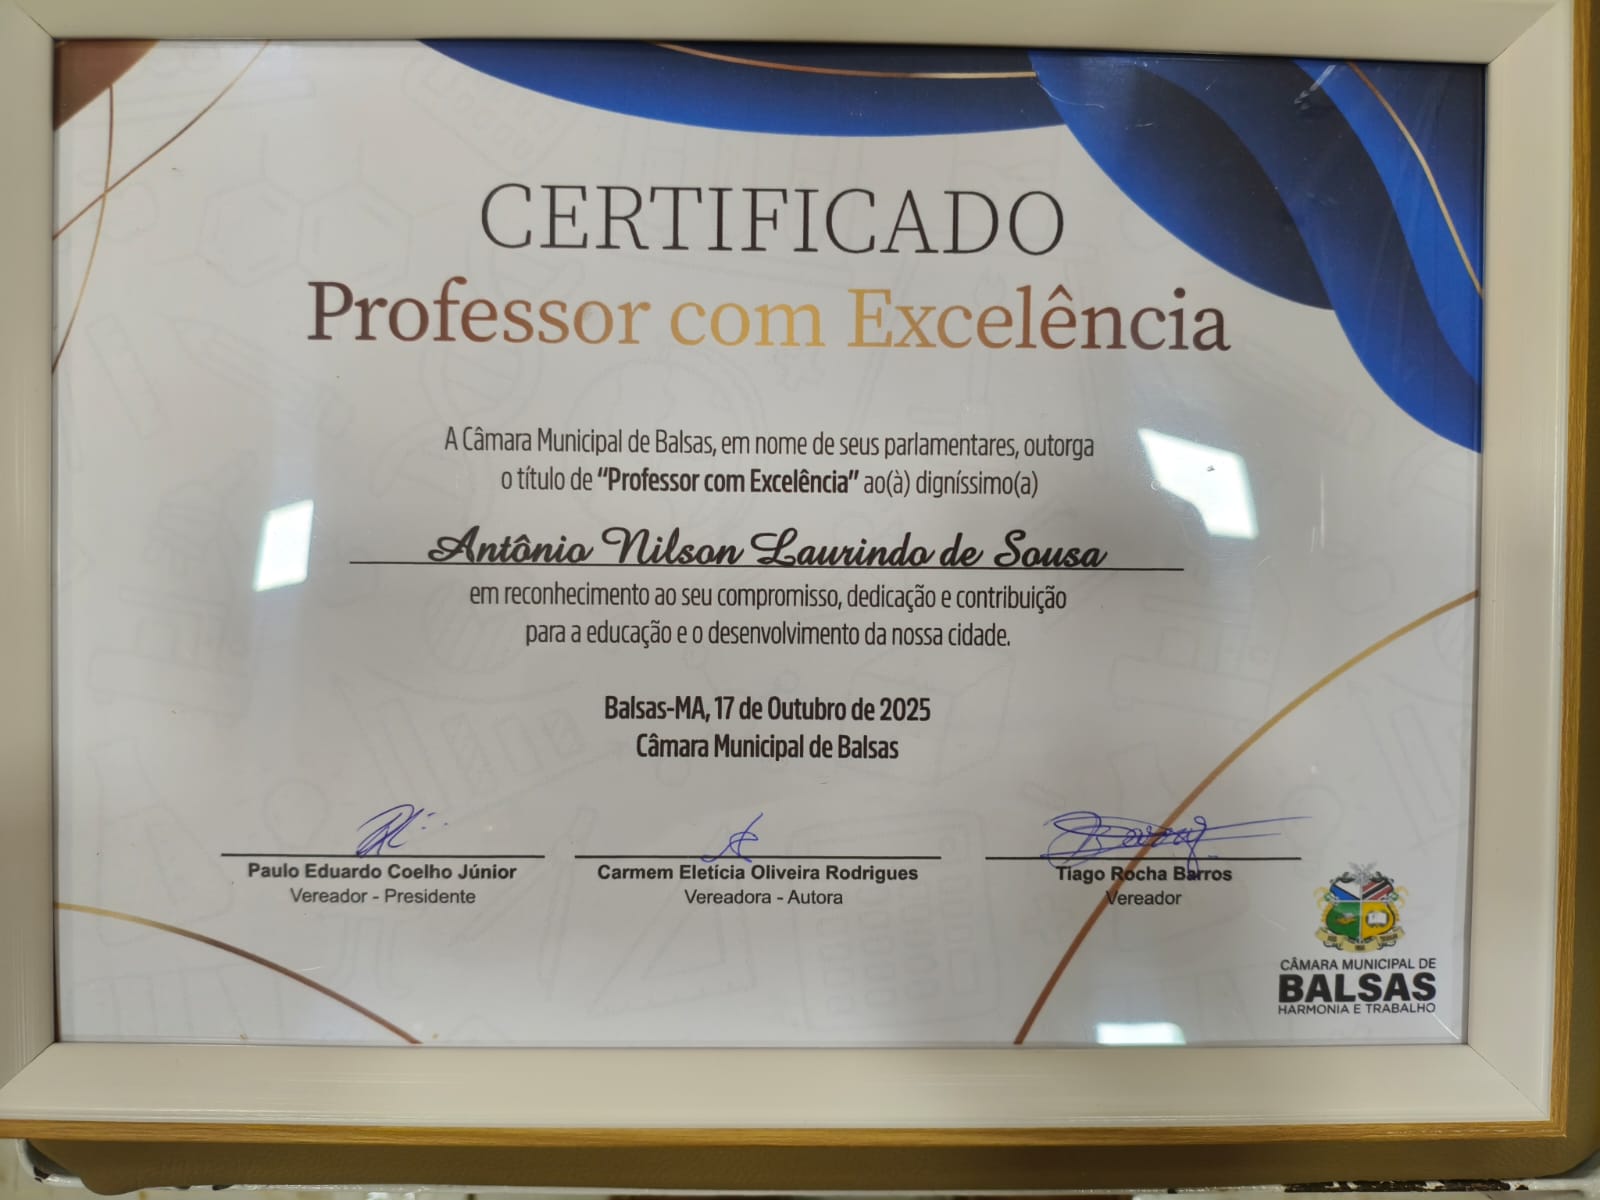 CERTIFICADO
Professor com Excelência
A Câmara Municipal de Balsas, em nome de seus parlamentares, outorga
o título de “Professor com Excelência” ao(à) digníssimo(a)
Antônio Nilson Laurindo de Sousa
em reconhecimento ao seu compromisso, dedicação e contribuição
para a educação e o desenvolvimento da nossa cidade.
Balsas-MA, 17 de Outubro de 2025
Câmara Municipal de Balsas
Paulo Eduardo Coelho Júnior
Vereador - Presidente
Carmem Eletícia Oliveira Rodrigues
Vereadora - Autora
Tiago Rocha Barros
Vereador
CÂMARA MUNICIPAL DE
BALSAS
HARMONIA E TRABALHO